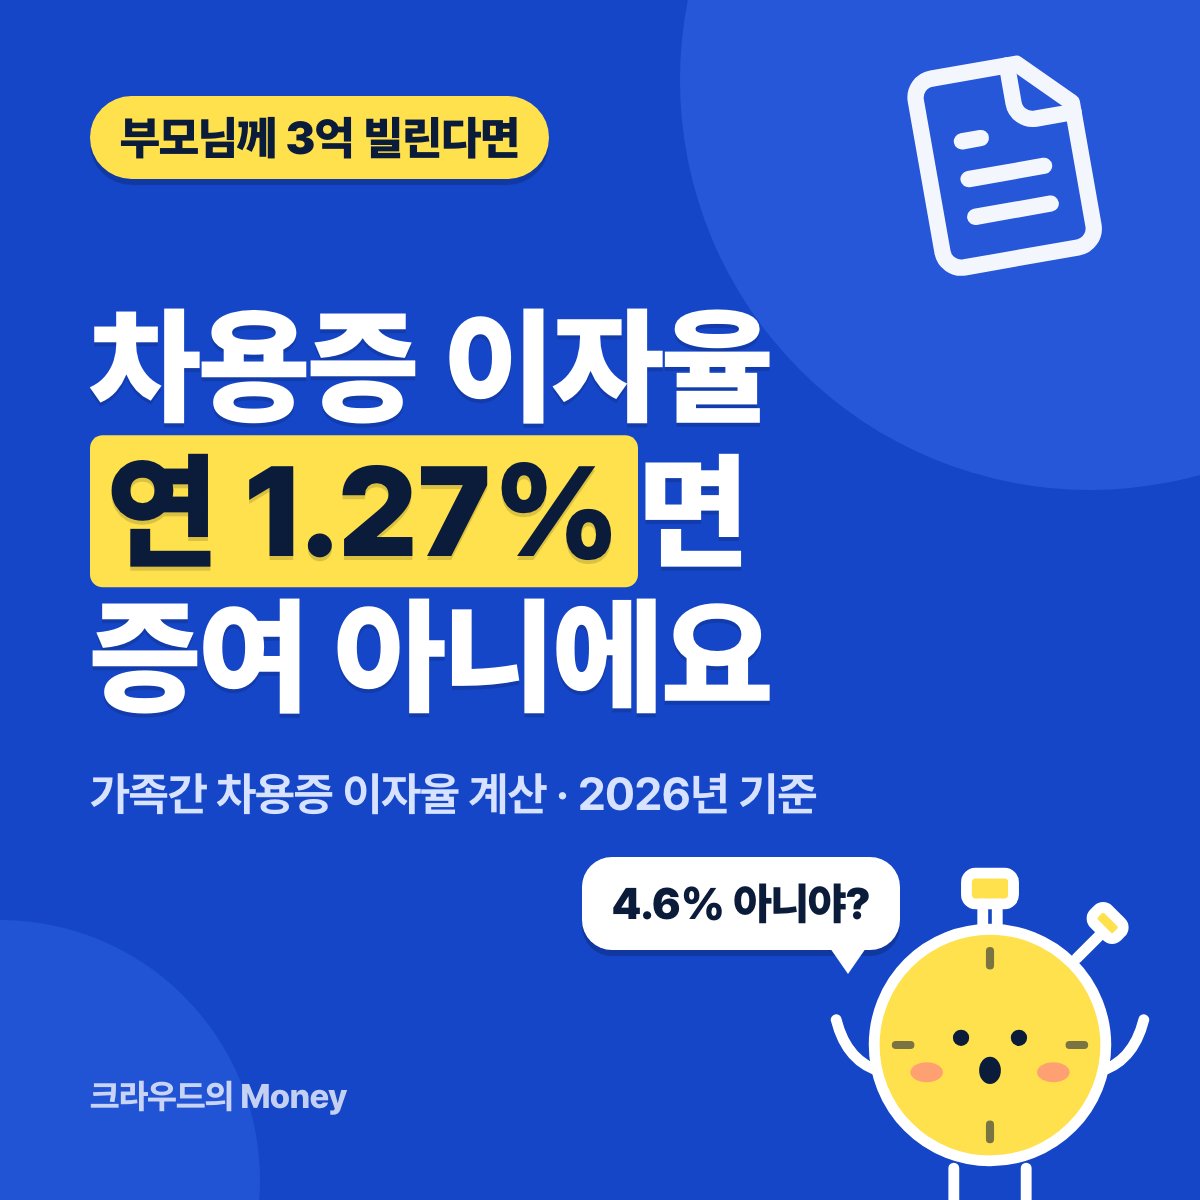 부모님께 3억 빌린다면
차용증 이자율
연 1.27%면
증여 아니에요
가족간 차용증 이자율 계산 · 2026년 기준
4.6% 아니야?
크라우드의 Money